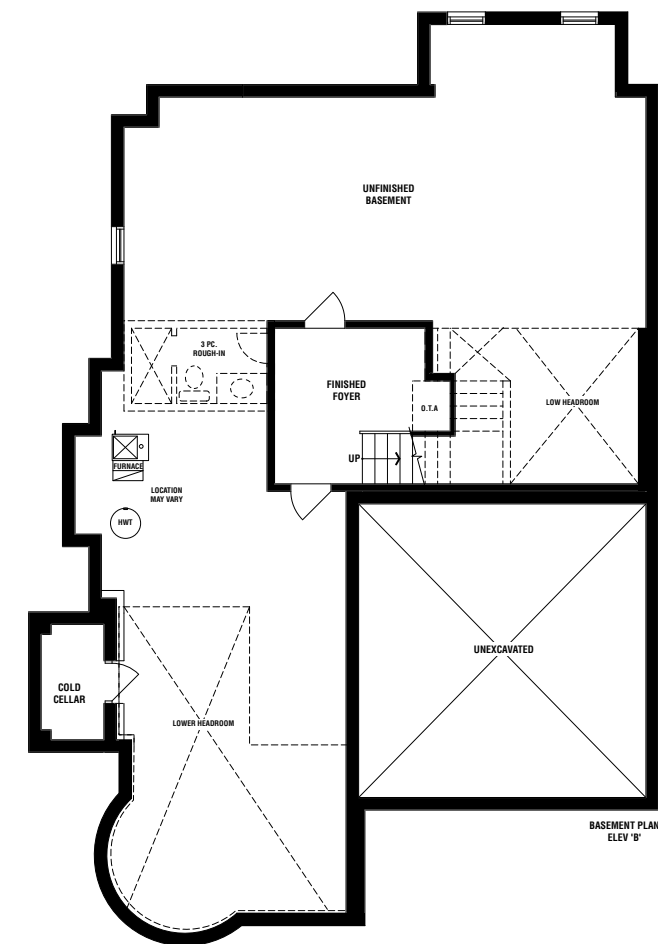 UNFINISHED
BASEMENT
3 PC.
ROUGH-IN
FINISHED
FOYER
O.T.A
LOW HEADROOM
UP
FURNACE
LOCATION
MAY VARY
HWT
UNEXCAVATED
COLD
CELLAR
LOWER HEADROOM
BASEMENT PLAN
ELEV 'B'